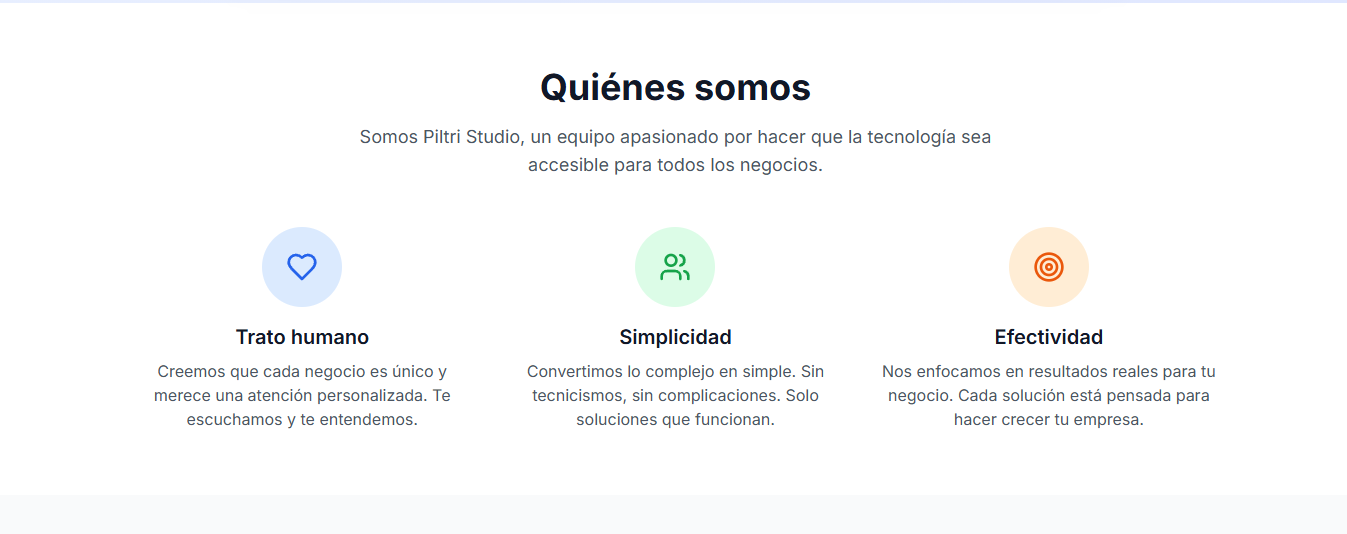 Quiénes somos
Somos Piltri Studio, un equipo apasionado por hacer que la tecnología sea
accesible para todos los negocios.
Trato humano
Creemos que cada negocio es único y
merece una atención personalizada. Te
escuchamos y te entendemos.
Simplicidad
Convertimos lo complejo en simple. Sin
tecnicismos, sin complicaciones. Solo
soluciones que funcionan.
Efectividad
Nos enfocamos en resultados reales para tu
negocio. Cada solución está pensada para
hacer crecer tu empresa.